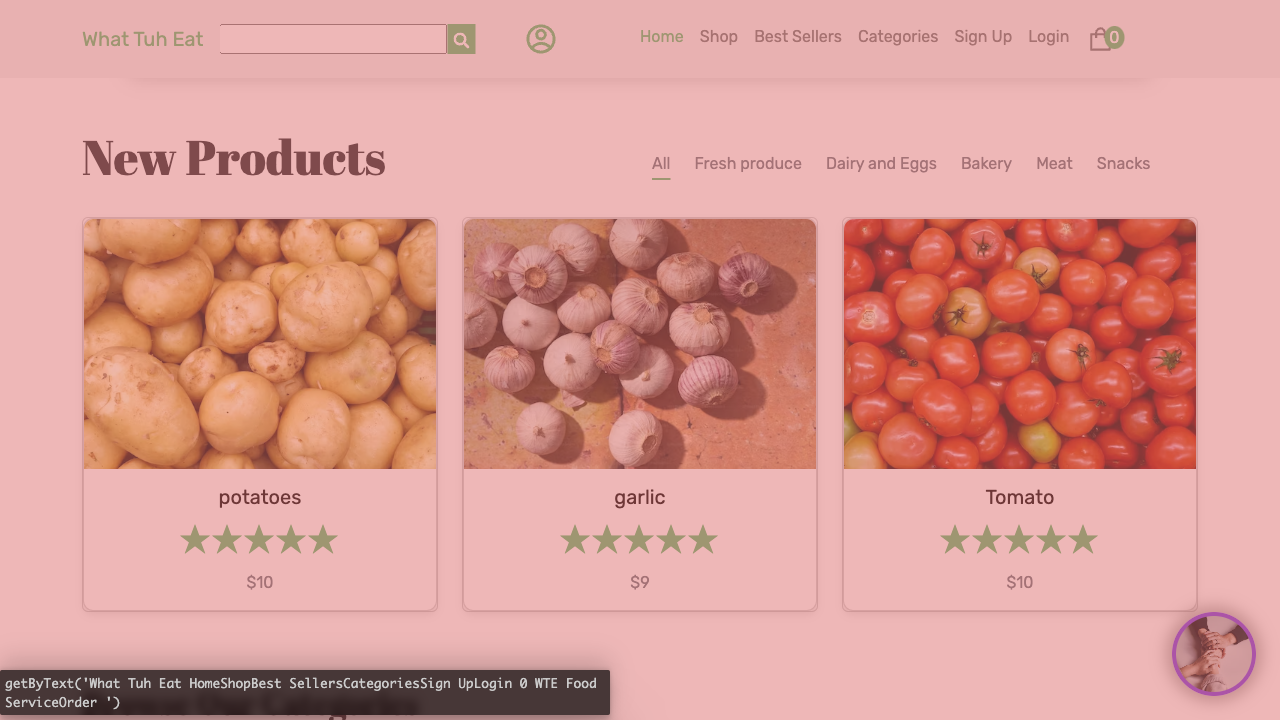 What Tuh Eat
Home Shop Best Sellers Categories Sign Up Login 0
New Products
All Fresh produce Dairy and Eggs Bakery Meat Snacks
potatoes
$10
garlic
$9
Tomato
$10
getByText('What Tuh Eat HomeShopBest SellersCategoriesSign UpLogin 0 WTE Food
ServiceOrder ')